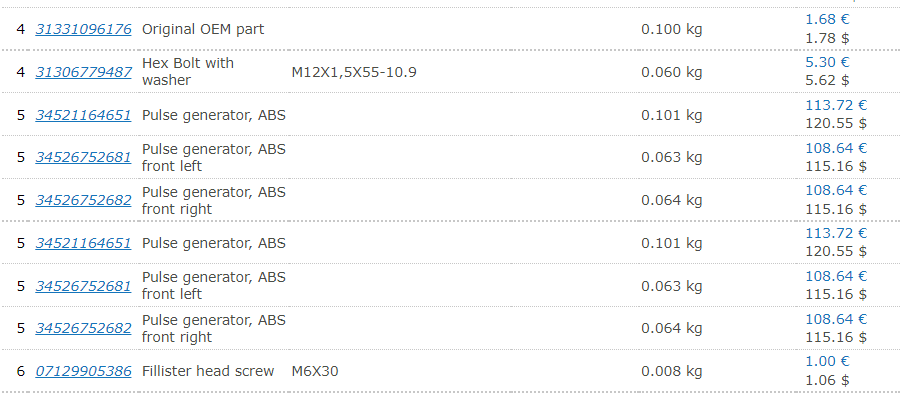 4 31331096176 Original OEM part 0.100 kg 1.68 €
1.78 $
4 31306779487 Hex Bolt with M12X1,5X55-10.9 0.060 kg 5.30 €
washer 5.62 $
5 34521164651 Pulse generator, ABS 0.101 kg 113.72 €
120.55 $
5 34526752681 Pulse generator, ABS 0.063 kg 108.64 €
front left 115.16 $
5 34526752682 Pulse generator, ABS 0.064 kg 108.64 €
front right 115.16 $
5 34521164651 Pulse generator, ABS 0.101 kg 113.72 €
120.55 $
5 34526752681 Pulse generator, ABS 0.063 kg 108.64 €
front left 115.16 $
5 34526752682 Pulse generator, ABS 0.064 kg 108.64 €
front right 115.16 $
6 07129905386 Fillister head screw M6X30 0.008 kg 1.00 €
1.06 $